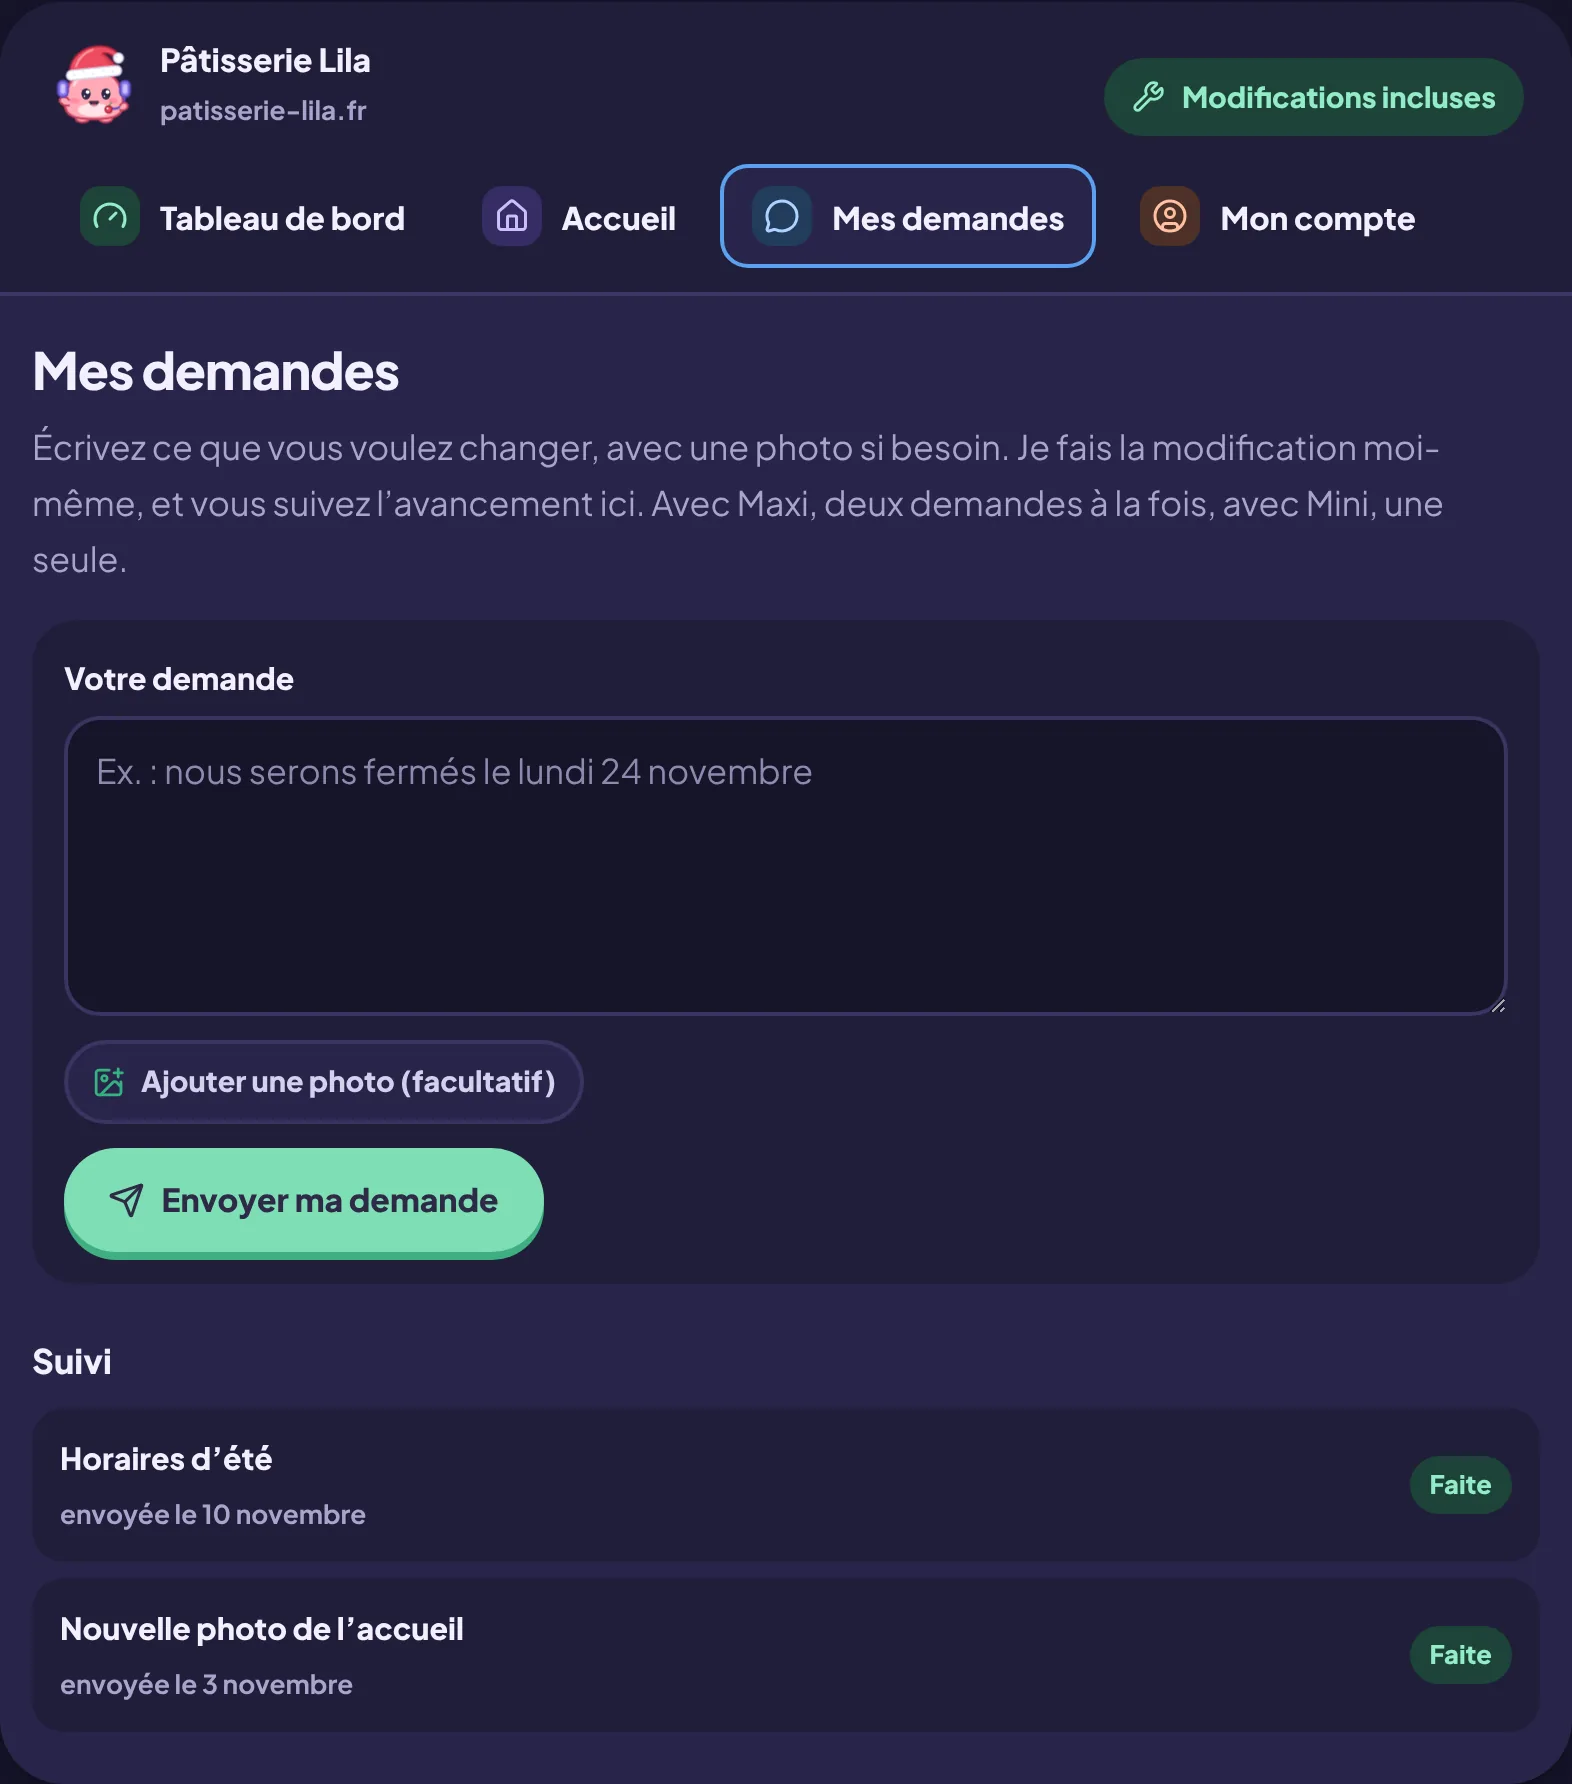 Pâtisserie Lila
patisserie-lila.fr
Modifications incluses
Tableau de bord
Accueil
Mes demandes
Mon compte
Mes demandes
Écrivez ce que vous voulez changer, avec une photo si besoin. Je fais la modification moi-
même, et vous suivez l’avancement ici. Avec Maxi, deux demandes à la fois, avec Mini, une
seule.
Votre demande
Ex. : nous serons fermés le lundi 24 novembre
Ajouter une photo (facultatif)
Envoyer ma demande
Suivi
Horaires d’été
envoyée le 10 novembre
Faite
Nouvelle photo de l’accueil
envoyée le 3 novembre
Faite